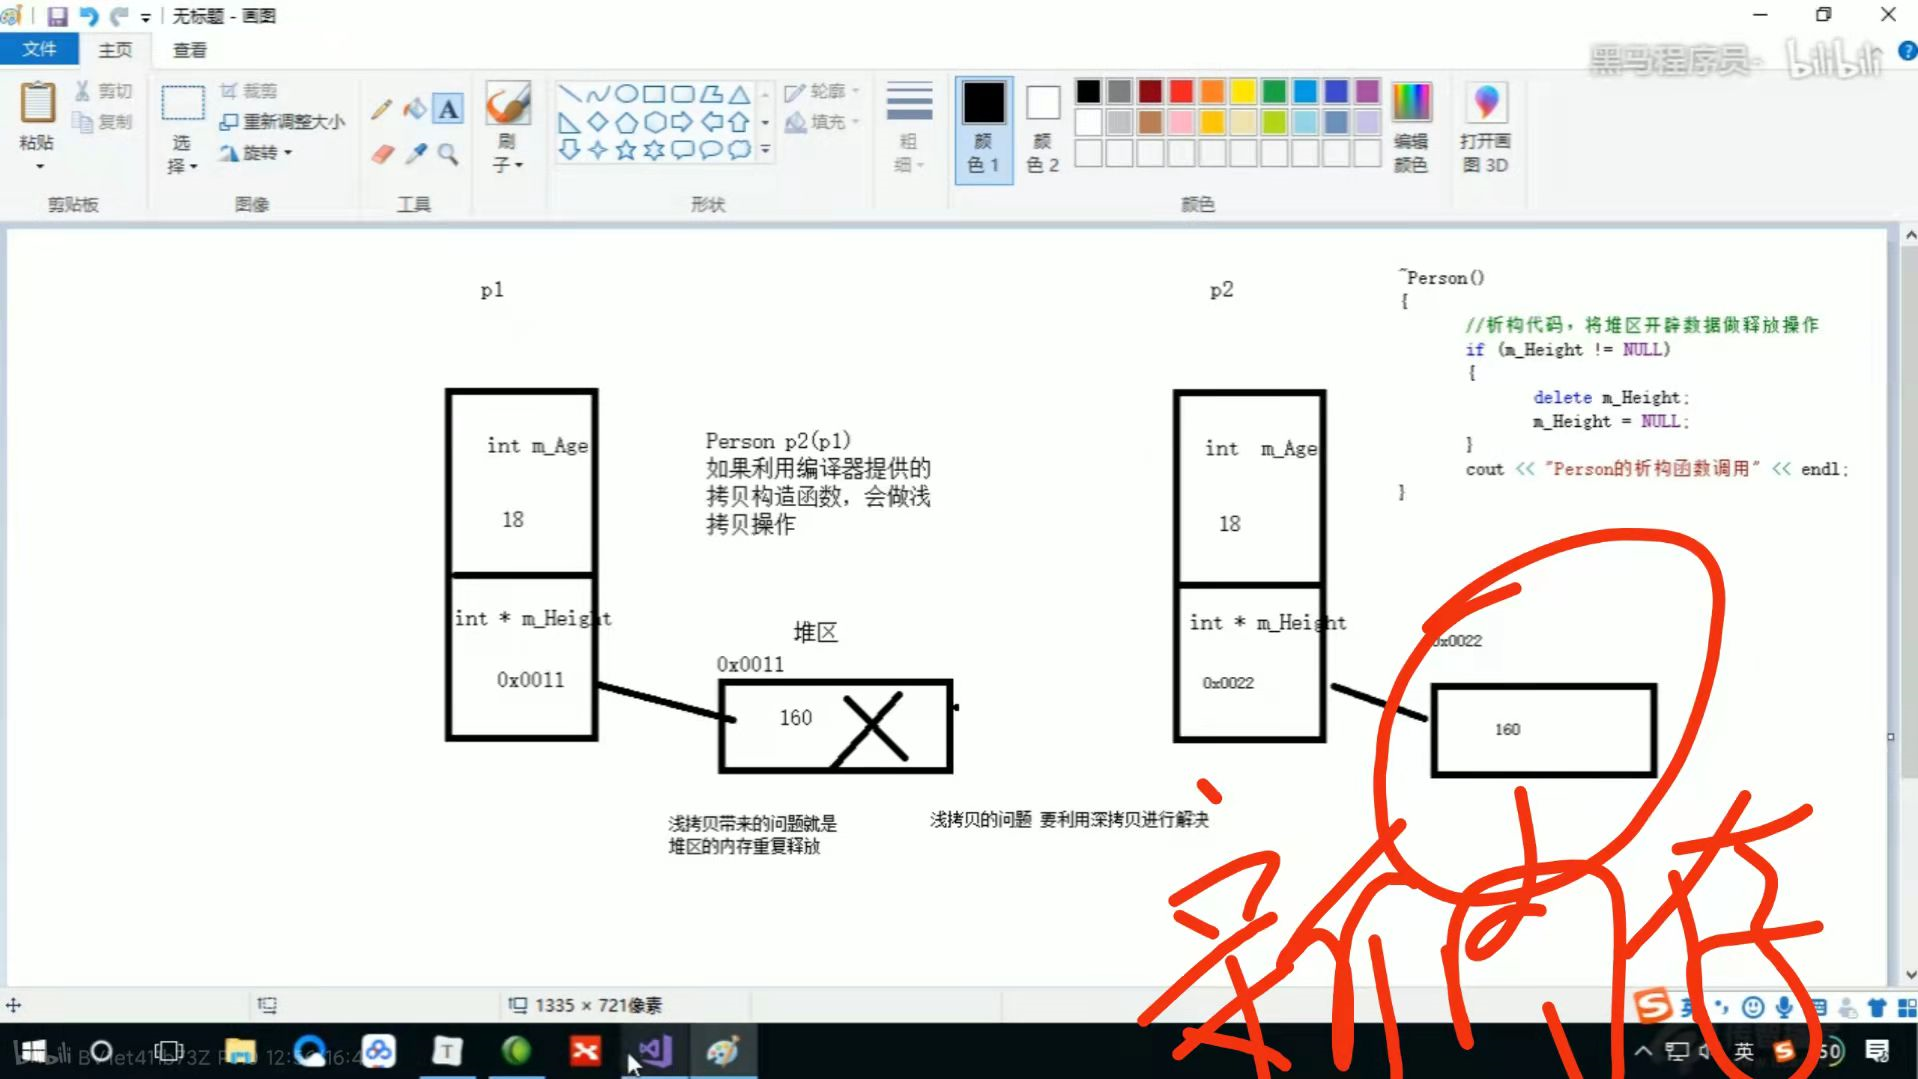 无标题 - 画图
文件 主页 查看
黑马程序员- bilibili
粘贴
剪切
复制
剪贴板
选择
裁剪
重新调整大小
旋转
图像
工具
刷子
轮廓
填充
形状
粗细
颜色 1
颜色 2
编辑颜色
颜色
打开画图 3D
p1
p2
~Person()
{
//析构代码，将堆区开辟数据做释放操作
if (m_Height != NULL)
{
delete m_Height;
m_Height = NULL;
}
cout << "Person的析构函数调用" << endl;
}
int m_Age
18
int * m_Height
0x0011
Person p2(p1)
如果利用编译器提供的
拷贝构造函数，会做浅
拷贝操作
堆区
0x0011
160
int m_Age
18
int * m_Height
0x0022
0x0022
160
浅拷贝带来的问题就是
堆区的内存重复释放
浅拷贝的问题 要利用深拷贝进行解决
新内存
1335 × 721像素
英